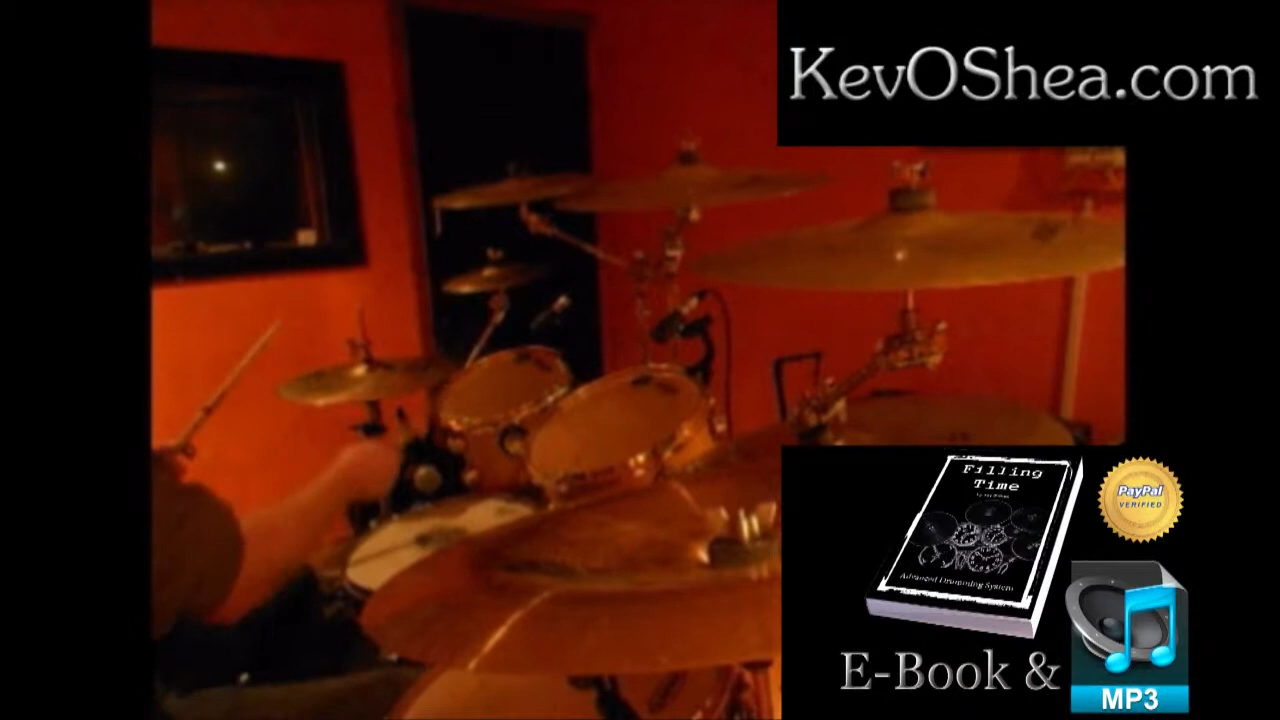 KevOShea.com
Filling
Time
Advanced Drumming System
PayPal
VERIFIED
E-Book &
MP3